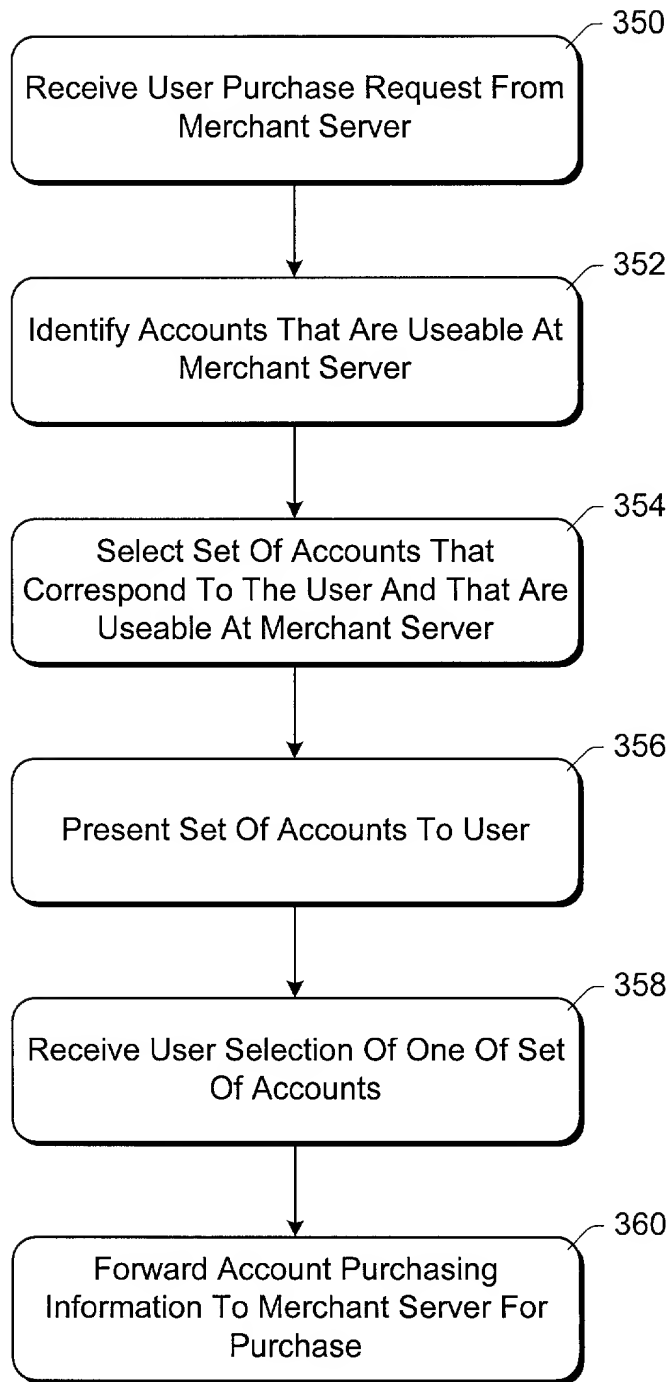 350
Receive User Purchase Request From
Merchant Server
352
Identify Accounts That Are Useable At
Merchant Server
354
Select Set Of Accounts That
Correspond To The User And That Are
Useable At Merchant Server
356
Present Set Of Accounts To User
358
Receive User Selection Of One Of Set
Of Accounts
360
Forward Account Purchasing
Information To Merchant Server For
Purchase